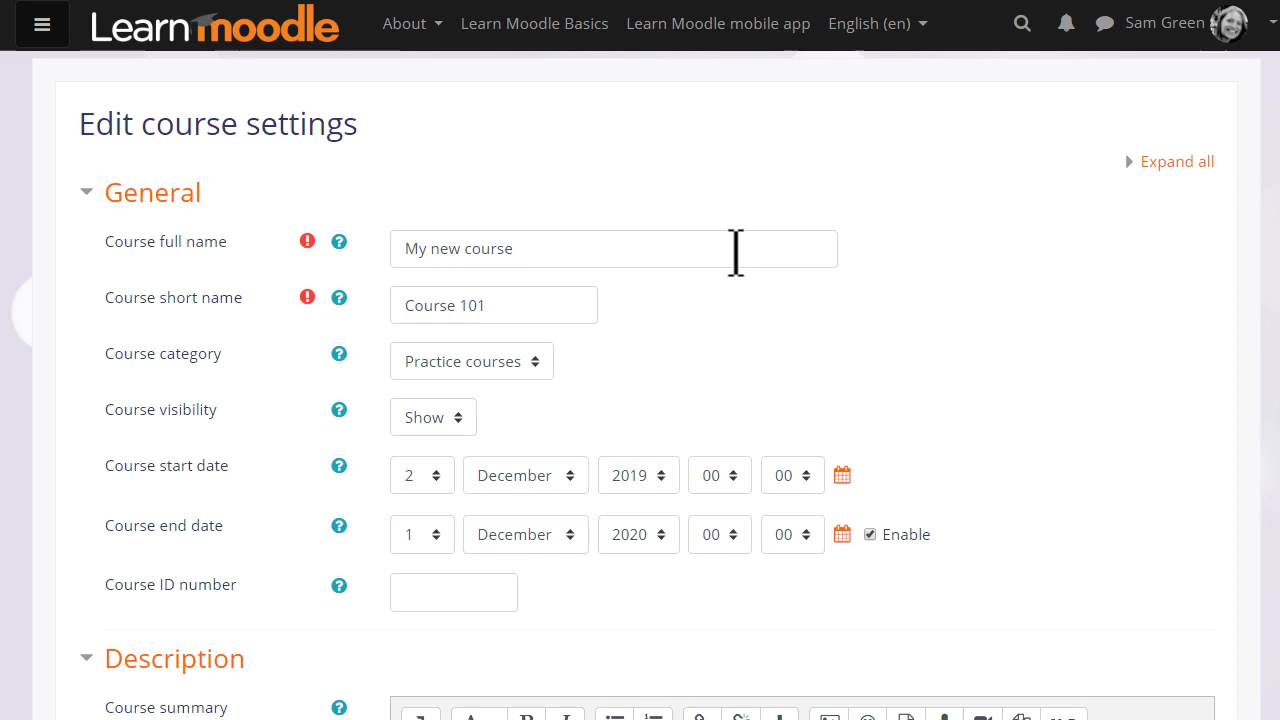 Learn moodle About Learn Moodle Basics Learn Moodle mobile app English (en) Sam Green
Edit course settings
Expand all
General
Course full name ! ? My new course
Course short name ! ? Course 101
Course category ? Practice courses
Course visibility ? Show
Course start date ? 2 December 2019 00 00
Course end date ? 1 December 2020 00 00 Enable
Course ID number ?
Description
Course summary ?